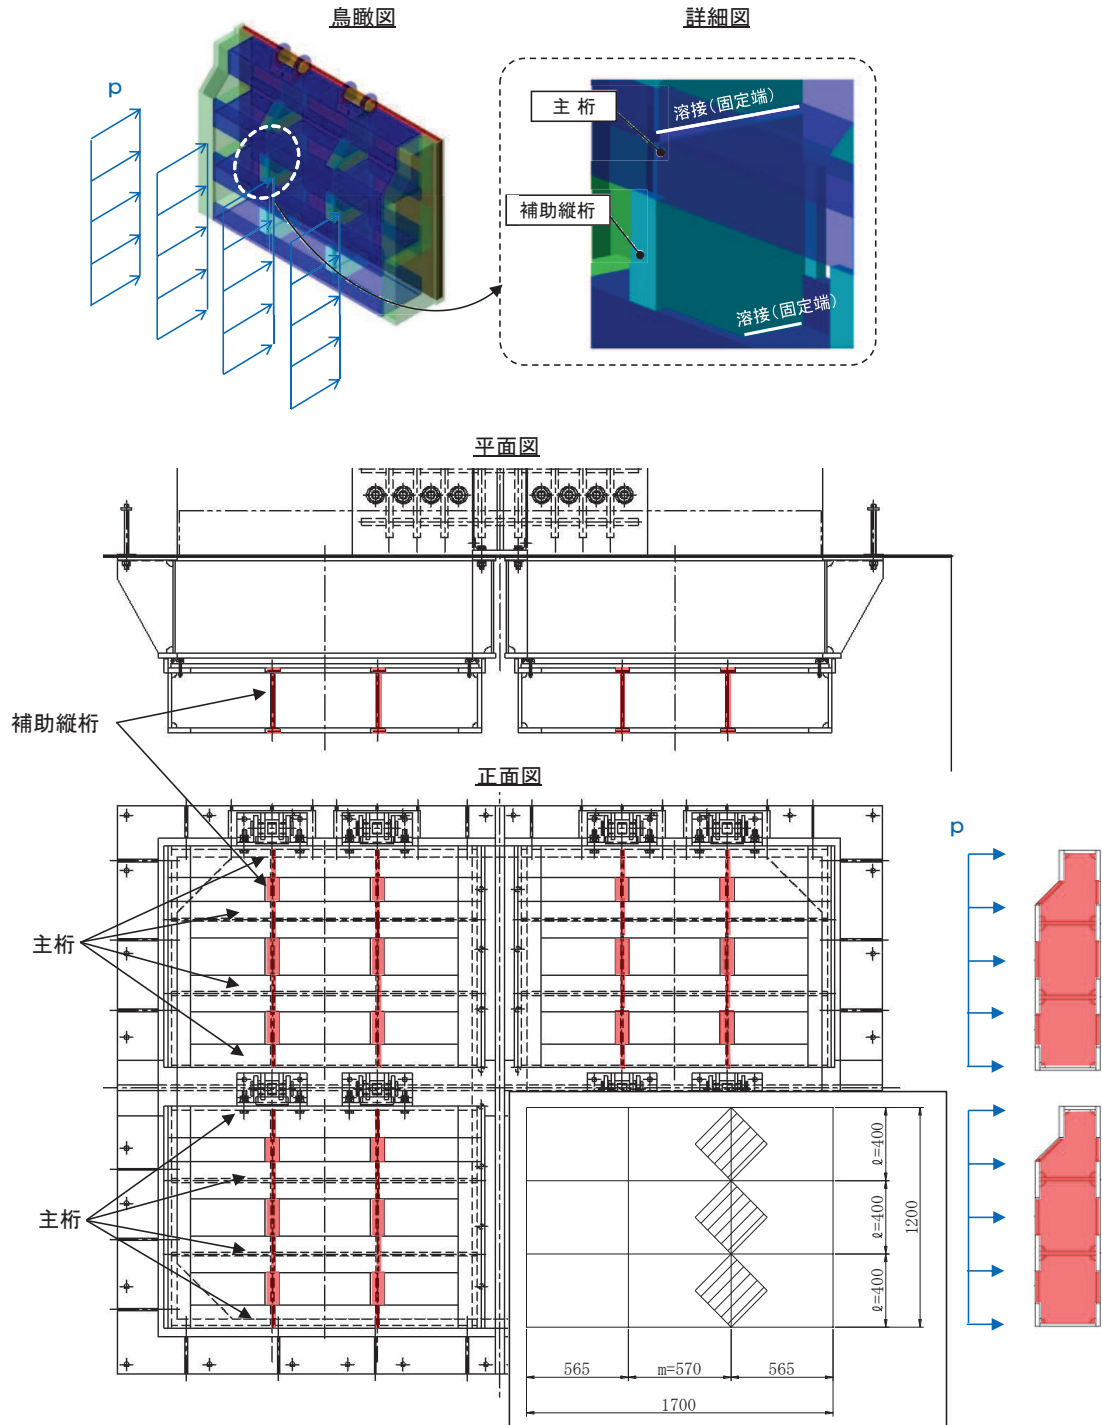 鳥瞰図
詳細図
p
主 桁
溶接(固定端)
補助縦桁
溶接(固定端)
平面図
補助縦桁
正面図
p
主桁
主桁
ℓ=400
ℓ=400
ℓ=400
1200
565
m=570
565
1700